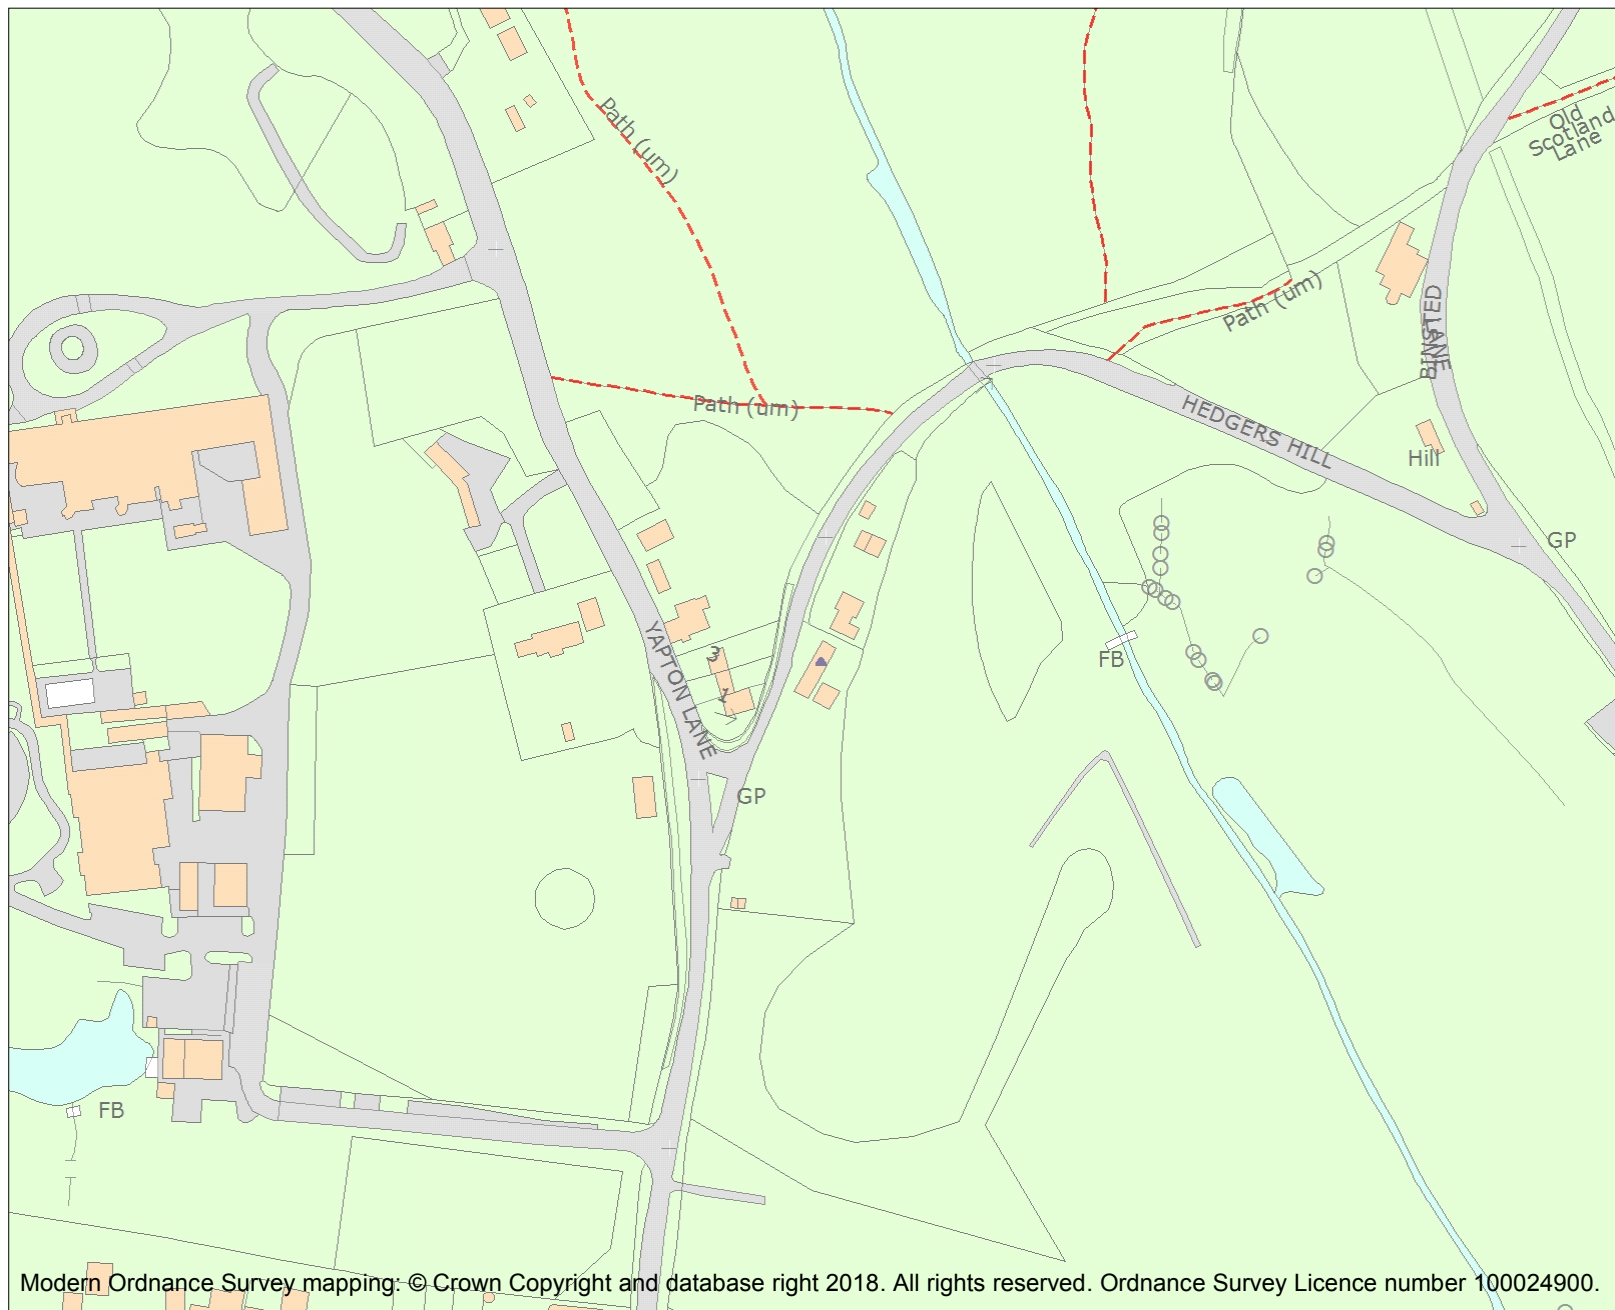 Path (um)
Old
Scotland
Lane
Path (um)
BINSTED
LANE
Path (um)
HEDGERS HILL
Hill
GP
YAPTON LANE
3
1
FB
GP
FB
Modern Ordnance Survey mapping. © Crown Copyright and database right 2018. All rights reserved. Ordnance Survey Licence number 100024900.